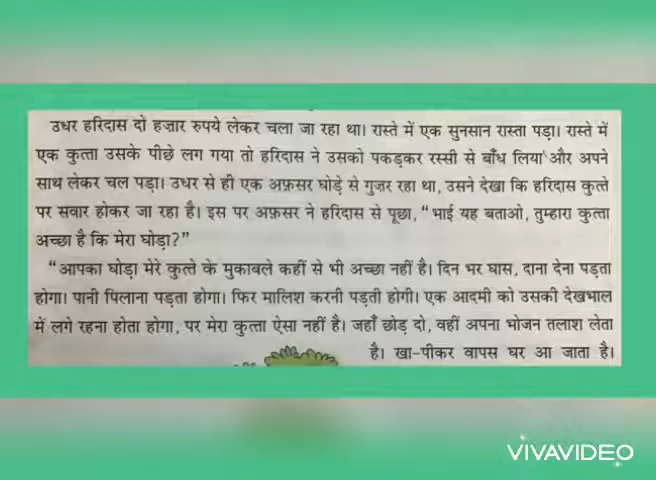 उधर हरिदास दो हज़ार रुपये लेकर चला जा रहा था। रास्ते में एक सुनसान रास्ता पड़ा। रास्ते में
एक कुत्ता उसके पीछे लग गया तो हरिदास ने उसको पकड़कर रस्सी से बाँध लिया और अपने
साथ लेकर चल पड़ा। उधर से ही एक अफ़सर घोड़े से गुज़र रहा था, उसने देखा कि हरिदास कुत्ते
पर सवार होकर जा रहा है। इस पर अफ़सर ने हरिदास से पूछा, “भाई यह बताओ, तुम्हारा कुत्ता
अच्छा है कि मेरा घोड़ा?”
“आपका घोड़ा मेरे कुत्ते के मुकाबले कहीं से भी अच्छा नहीं है। दिन भर घास, दाना देना पड़ता
होगा। पानी पिलाना पड़ता होगा। फिर मालिश करनी पड़ती होगी। एक आदमी को उसकी देखभाल
में लगे रहना होता होगा, पर मेरा कुत्ता ऐसा नहीं है। जहाँ छोड़ दो, वहीं अपना भोजन तलाश लेता
है। खा-पीकर वापस घर आ जाता है।
VIVAVIDEO